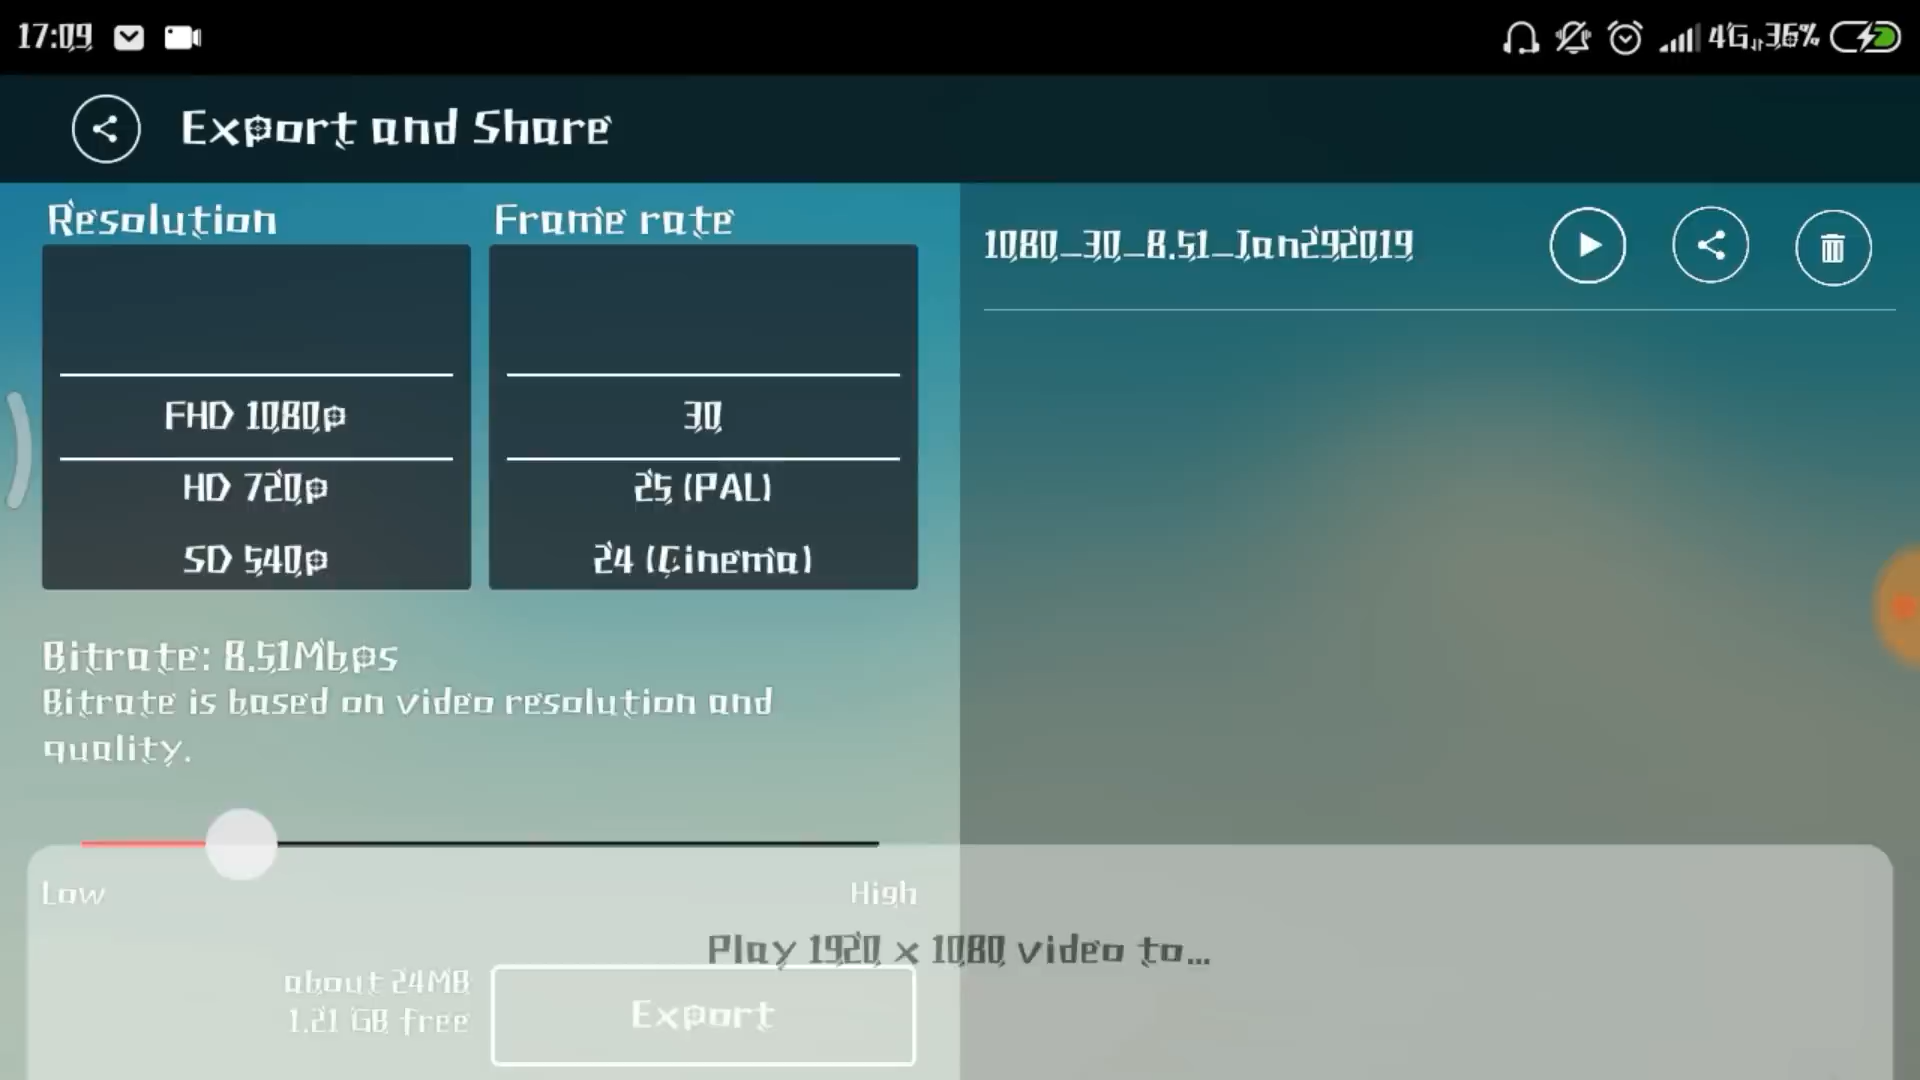 17:09
4G 36%
Export and Share
Resolution
Frame rate
FHD 1080p
HD 720p
SD 540p
30
25 (PAL)
24 (Cinema)
1080_30_8.51_Jan292019
Bitrate: 8.51Mbps
Bitrate is based on video resolution and
quality.
Low
High
Play 1920 x 1080 video to...
about 24MB
1.21 GB free
Export